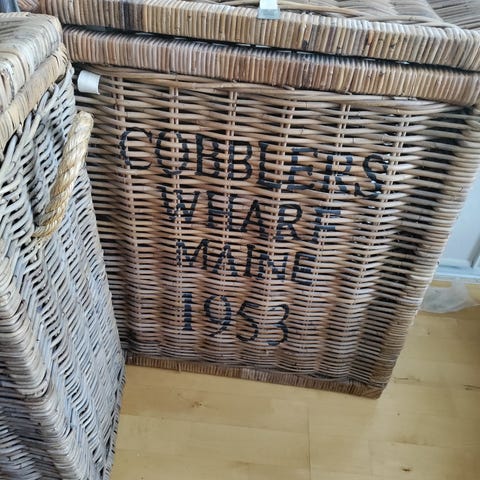 COBBLERS
WHARF
MAINE
1953